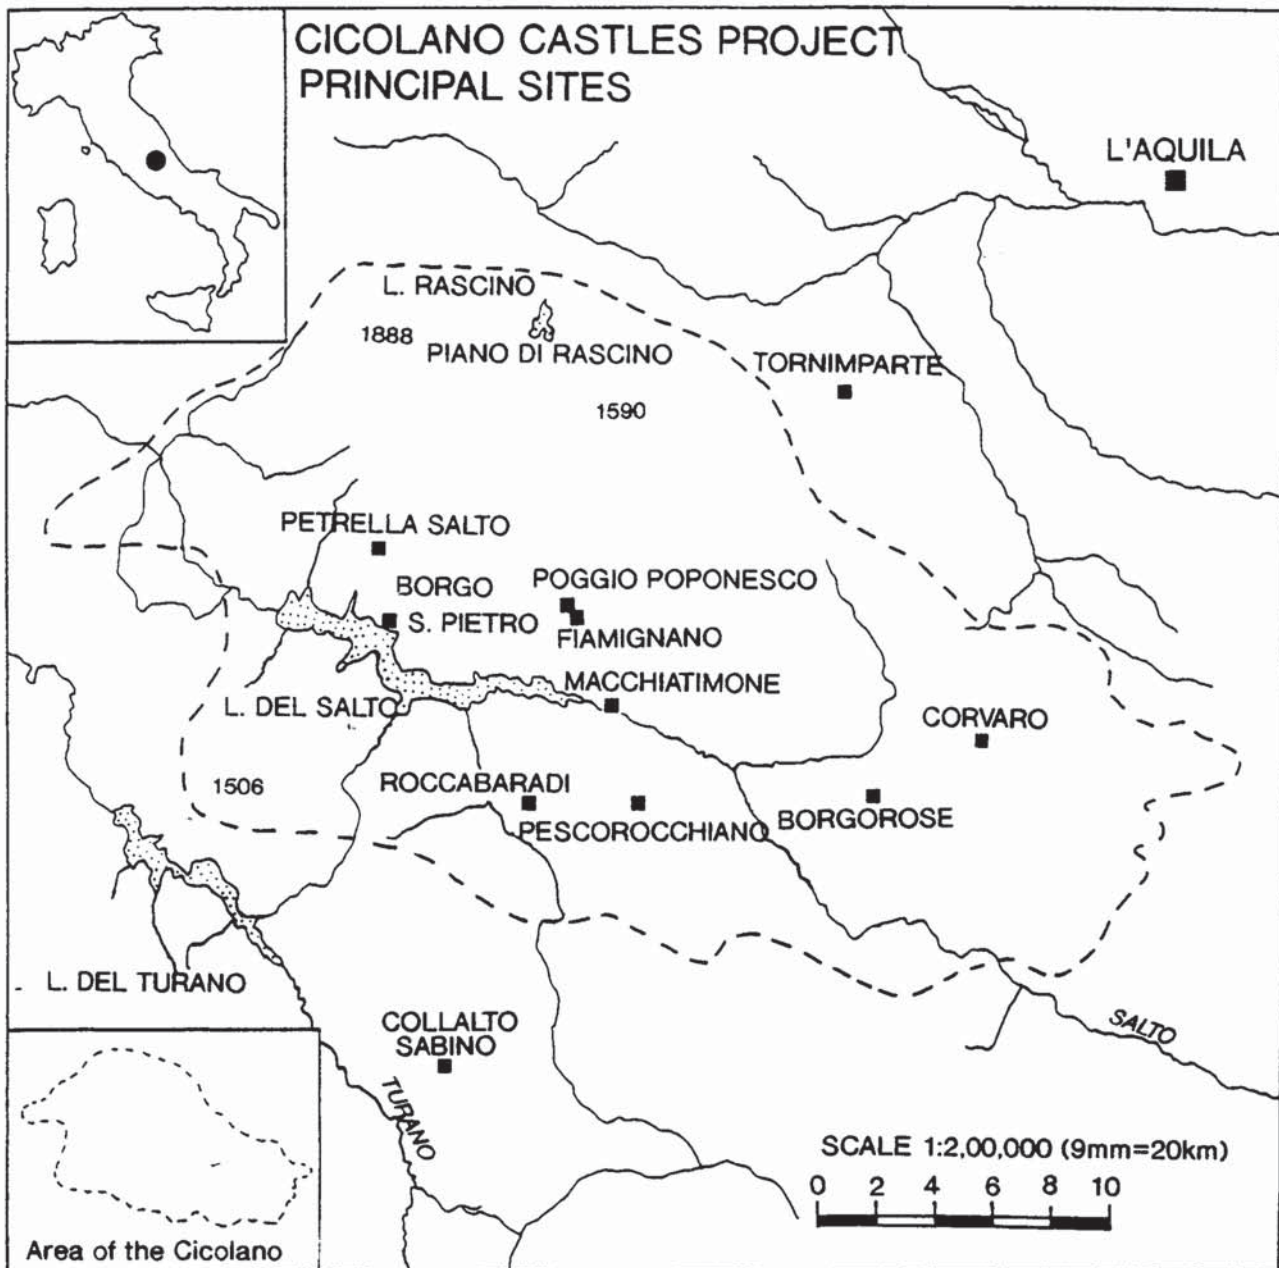 CICOLANO CASTLES PROJECT
PRINCIPAL SITES
L'AQUILA
L. RASCINO
1888
PIANO DI RASCINO
TORNIMPARTE
1590
PETRELLA SALTO
BORGO
S. PIETRO
POGGIO POPONESCO
FIAMIGNANO
MACCHIATIMONE
L. DEL SALTO
CORVARO
1506
ROCCABARADI
PESCOROCCHIANO
BORGOROSE
L. DEL TURANO
COLLALTO
SABINO
SALTO
TURANO
SCALE 1:2,00,000 (9mm=20km)
0 2 4 6 8 10
Area of the Cicolano